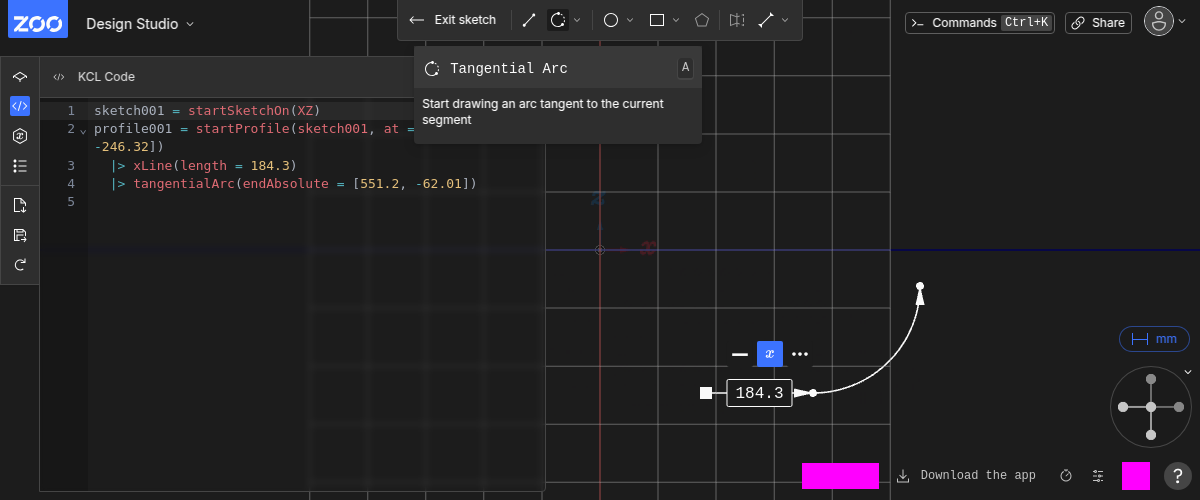 ZOO Design Studio
Exit sketch
Commands Ctrl+K
Share
KCL Code
Tangential Arc A
Start drawing an arc tangent to the current
segment
1 sketch001 = startSketchOn(XZ)
2 profile001 = startProfile(sketch001, at =
-246.32])
3 |> xLine(length = 184.3)
4 |> tangentialArc(endAbsolute = [551.2, -62.01])
5
z
x
x
184.3
mm
Download the app
?